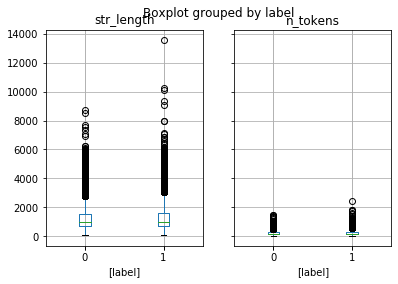 Boxplot grouped by label
str_length
n_tokens
14000
12000
10000
8000
6000
4000
2000
0
0 1
0 1
[label]
[label]